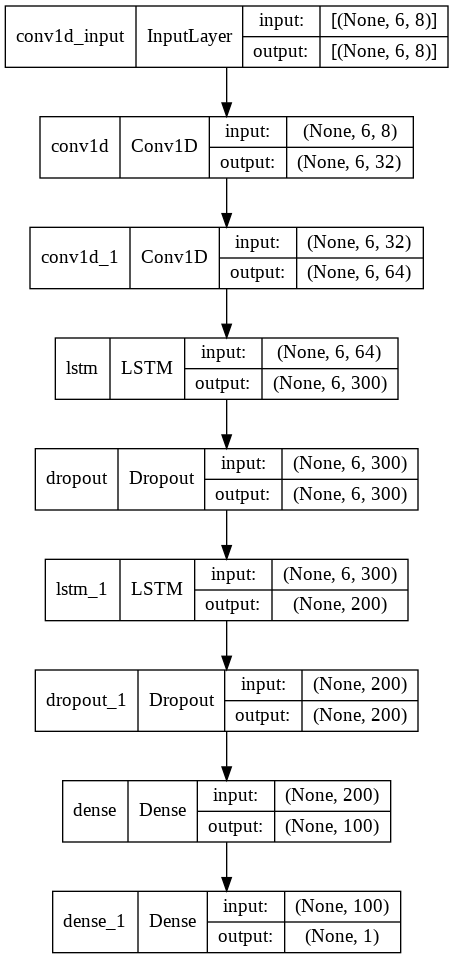 conv1d_input InputLayer input: [(None, 6, 8)]
output: [(None, 6, 8)]
conv1d Conv1D input: (None, 6, 8)
output: (None, 6, 32)
conv1d_1 Conv1D input: (None, 6, 32)
output: (None, 6, 64)
lstm LSTM input: (None, 6, 64)
output: (None, 6, 300)
dropout Dropout input: (None, 6, 300)
output: (None, 6, 300)
lstm_1 LSTM input: (None, 6, 300)
output: (None, 200)
dropout_1 Dropout input: (None, 200)
output: (None, 200)
dense Dense input: (None, 200)
output: (None, 100)
dense_1 Dense input: (None, 100)
output: (None, 1)